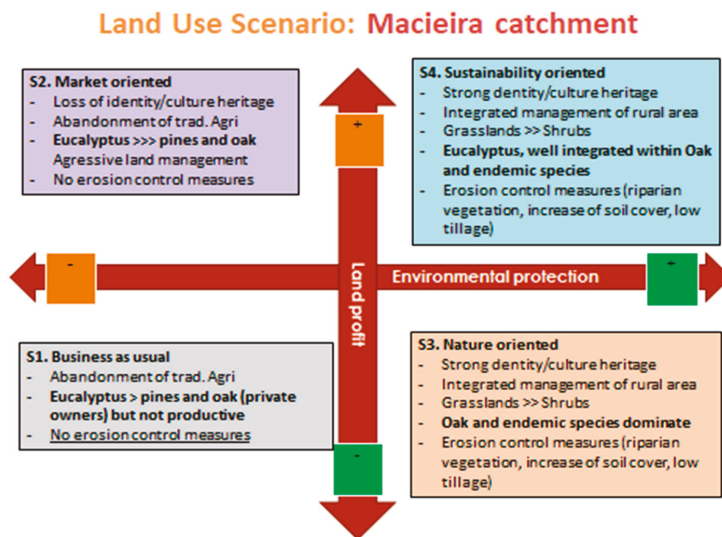 Land Use Scenario: Macieira catchment
S2. Market oriented
- Loss of identity/culture heritage
- Abandonment of trad. Agri
- Eucalyptus >>> pines and oak
Agressive land management
- No erosion control measures
S4. Sustainability oriented
- Strong dentity/culture heritage
- Integrated management of rural area
- Grasslands >> Shrubs
- Eucalyptus, well integrated within Oak
and endemic species
- Erosion control measures (riparian
vegetation, increase of soil cover, low
tillage)
+
-
Environmental protection
+
Land profit
S1. Business as usual
- Abandonment of trad. Agri
- Eucalyptus > pines and oak (private
owners) but not productive
- No erosion control measures
S3. Nature oriented
- Strong dentity/culture heritage
- Integrated management of rural area
- Grasslands >> Shrubs
- Oak and endemic species dominate
- Erosion control measures (riparian
vegetation, increase of soil cover, low
tillage)
-